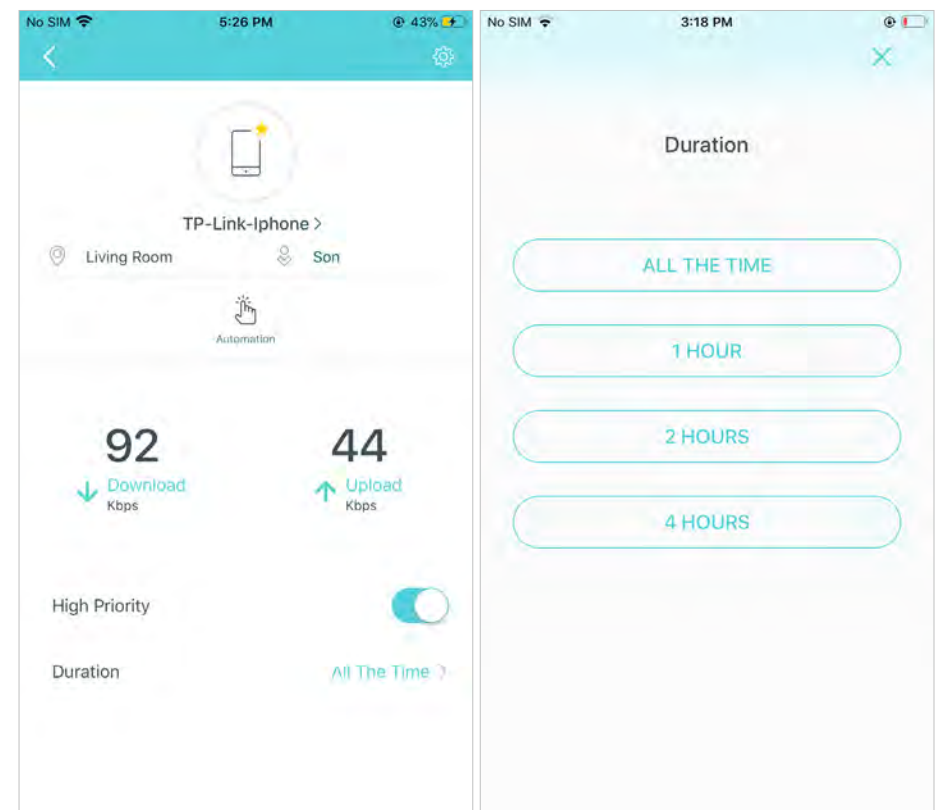 No SIM 5:26 PM 43%
TP-Link-Iphone >
Living Room Son
Automation
92 44
Download Upload
Kbps Kbps
High Priority
Duration All The Time >
No SIM 3:18 PM
Duration
ALL THE TIME
1 HOUR
2 HOURS
4 HOURS